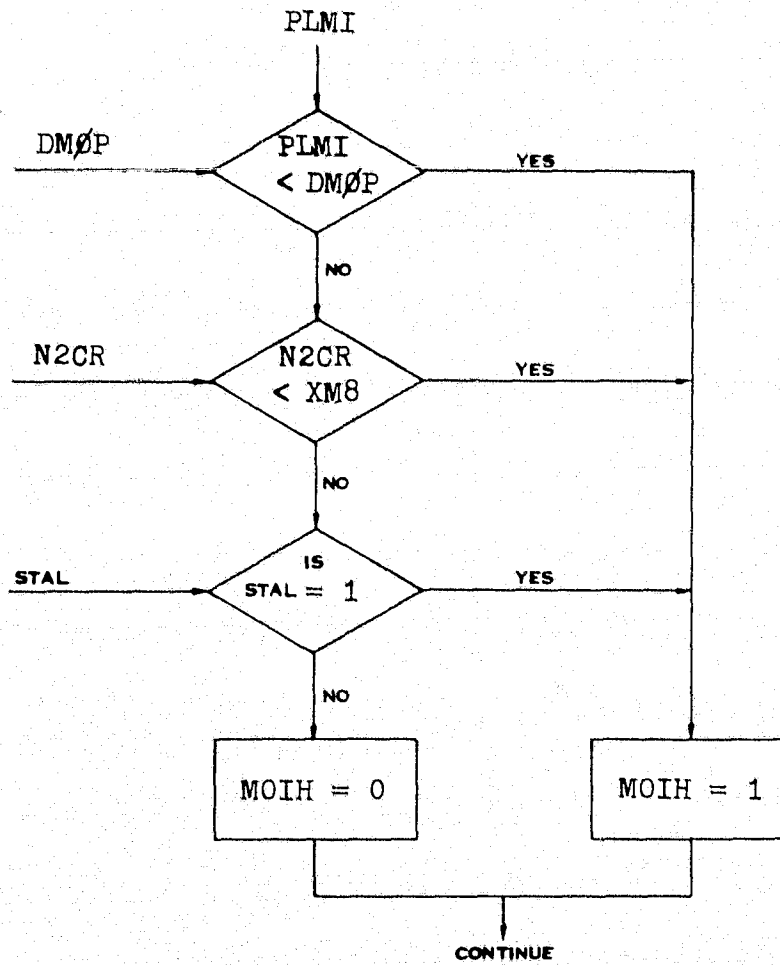 PLMI
DMØP
PLMI
< DMØP
YES
NO
N2CR
N2CR
< XM8
YES
NO
STAL
IS
STAL = 1
YES
NO
MOIH = 0
MOIH = 1
CONTINUE